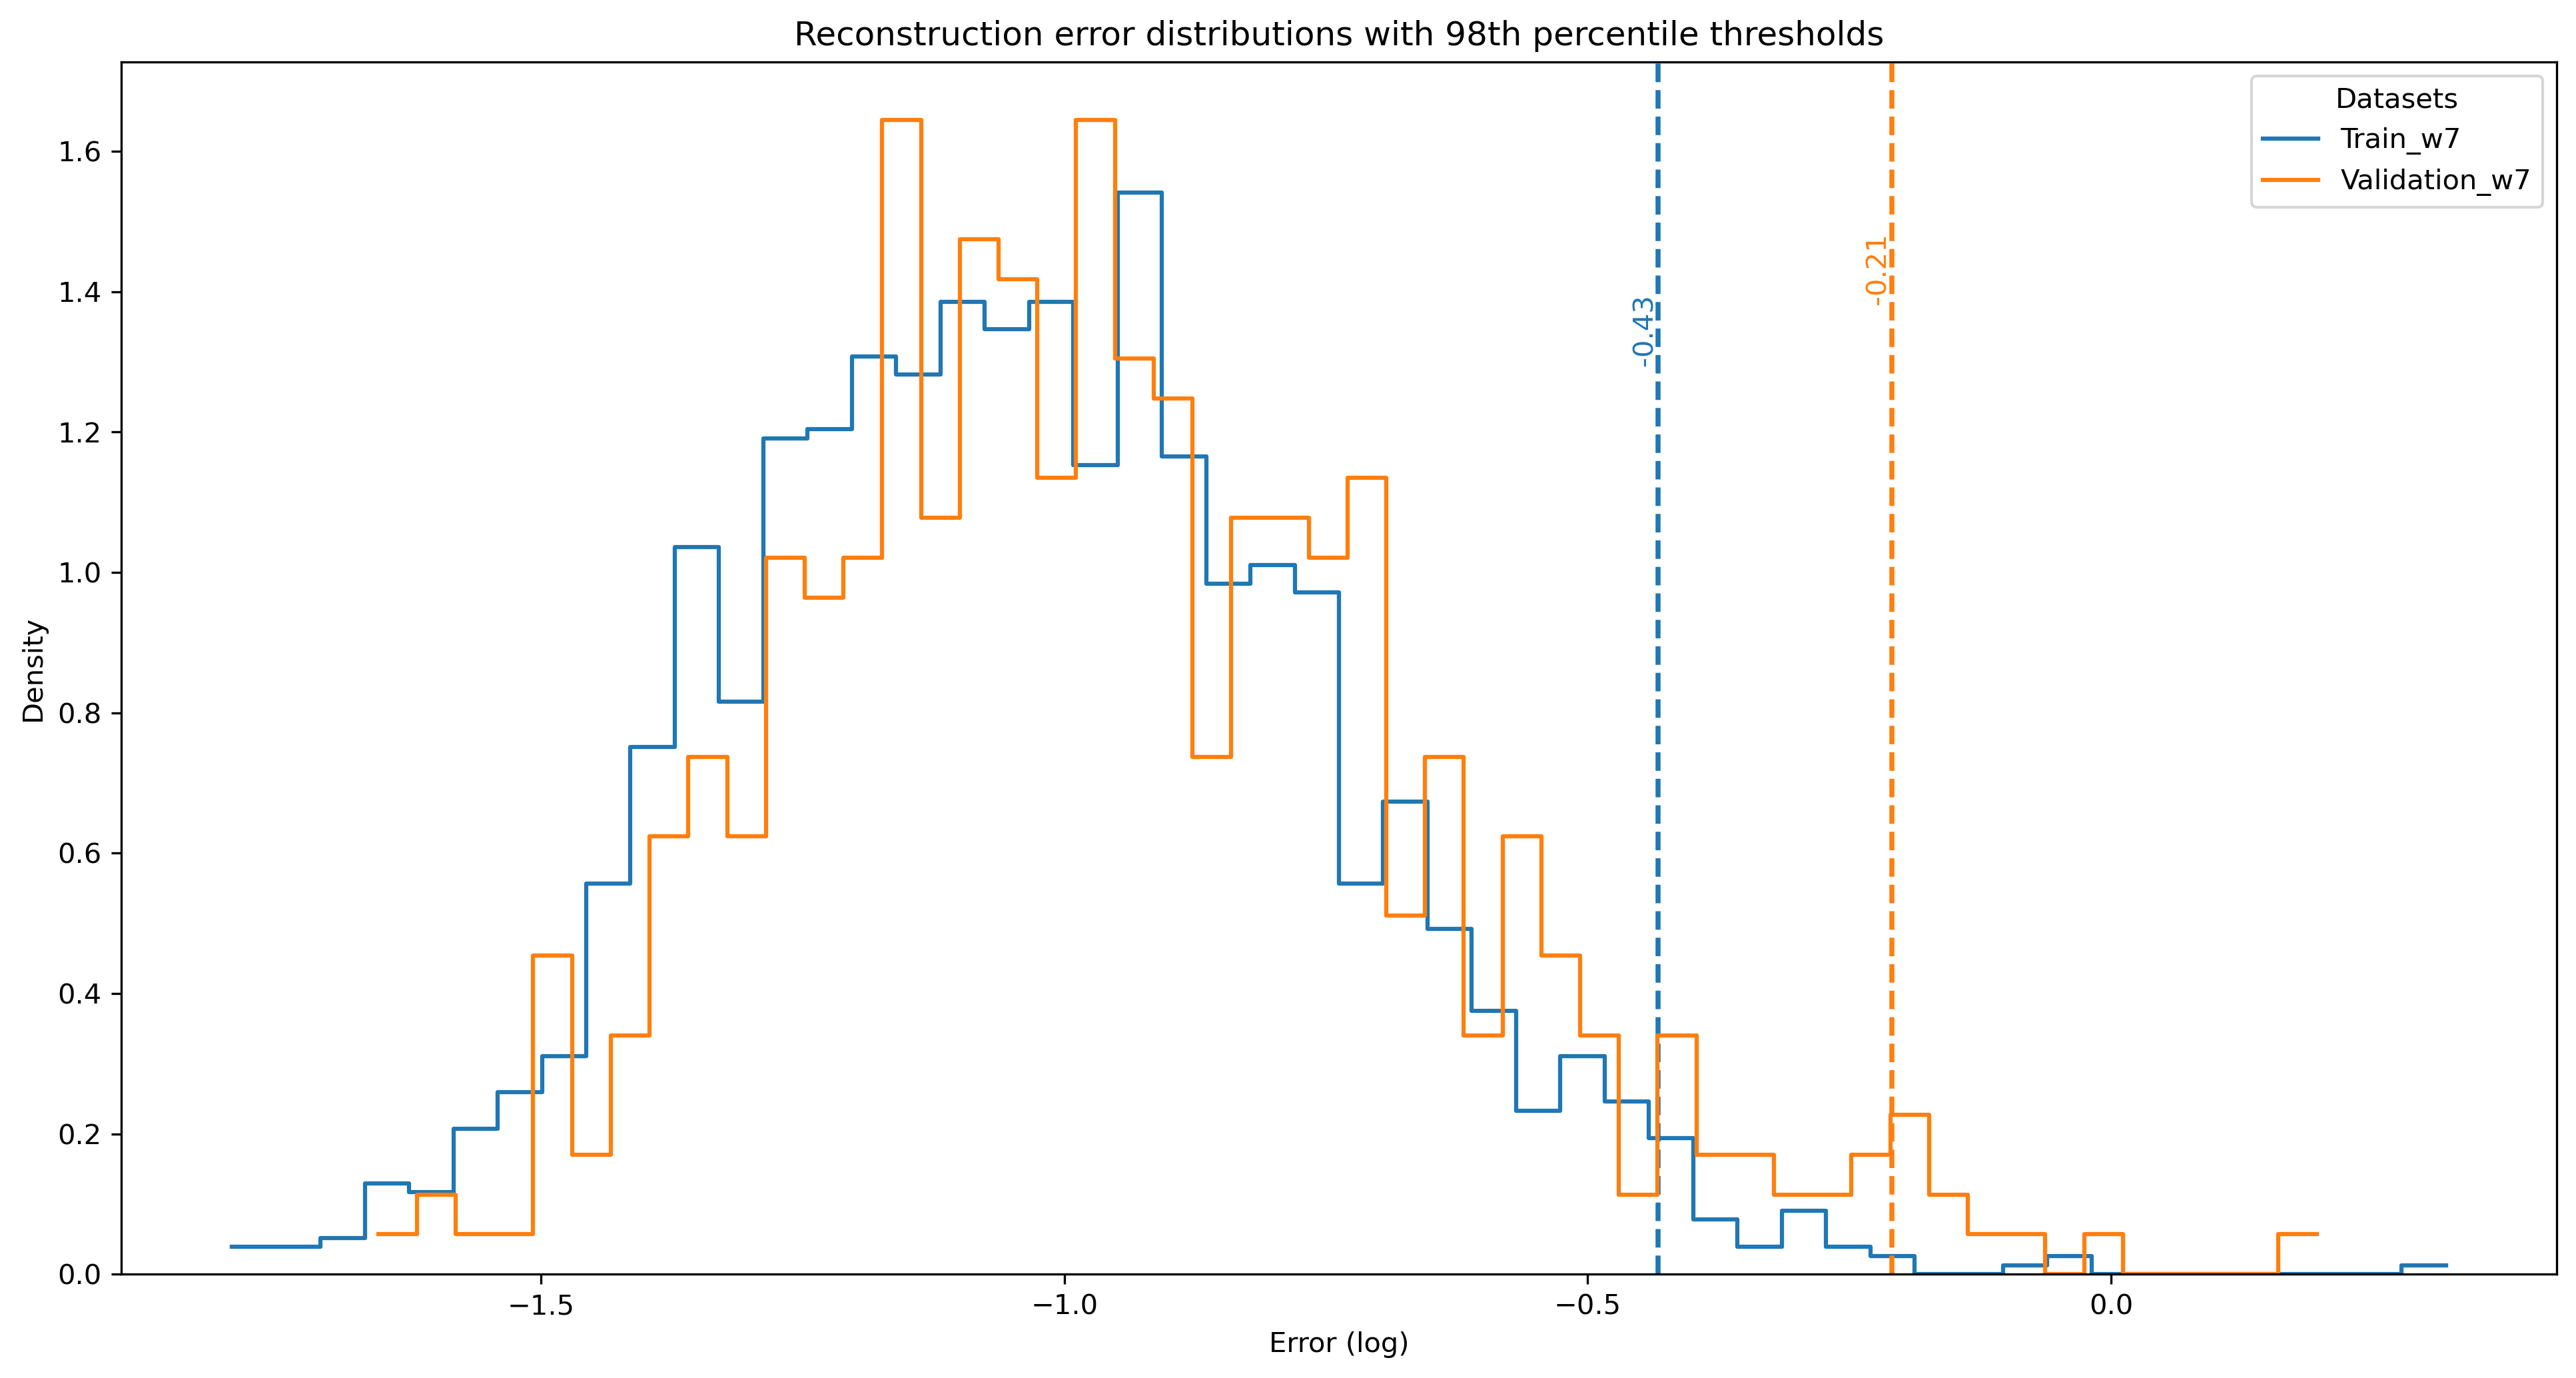 Reconstruction error distributions with 98th percentile thresholds
Datasets
Train_w7
Validation_w7
-0.43
-0.21
Density
1.6
1.4
1.2
1.0
0.8
0.6
0.4
0.2
0.0
−1.5
−1.0
−0.5
0.0
Error (log)